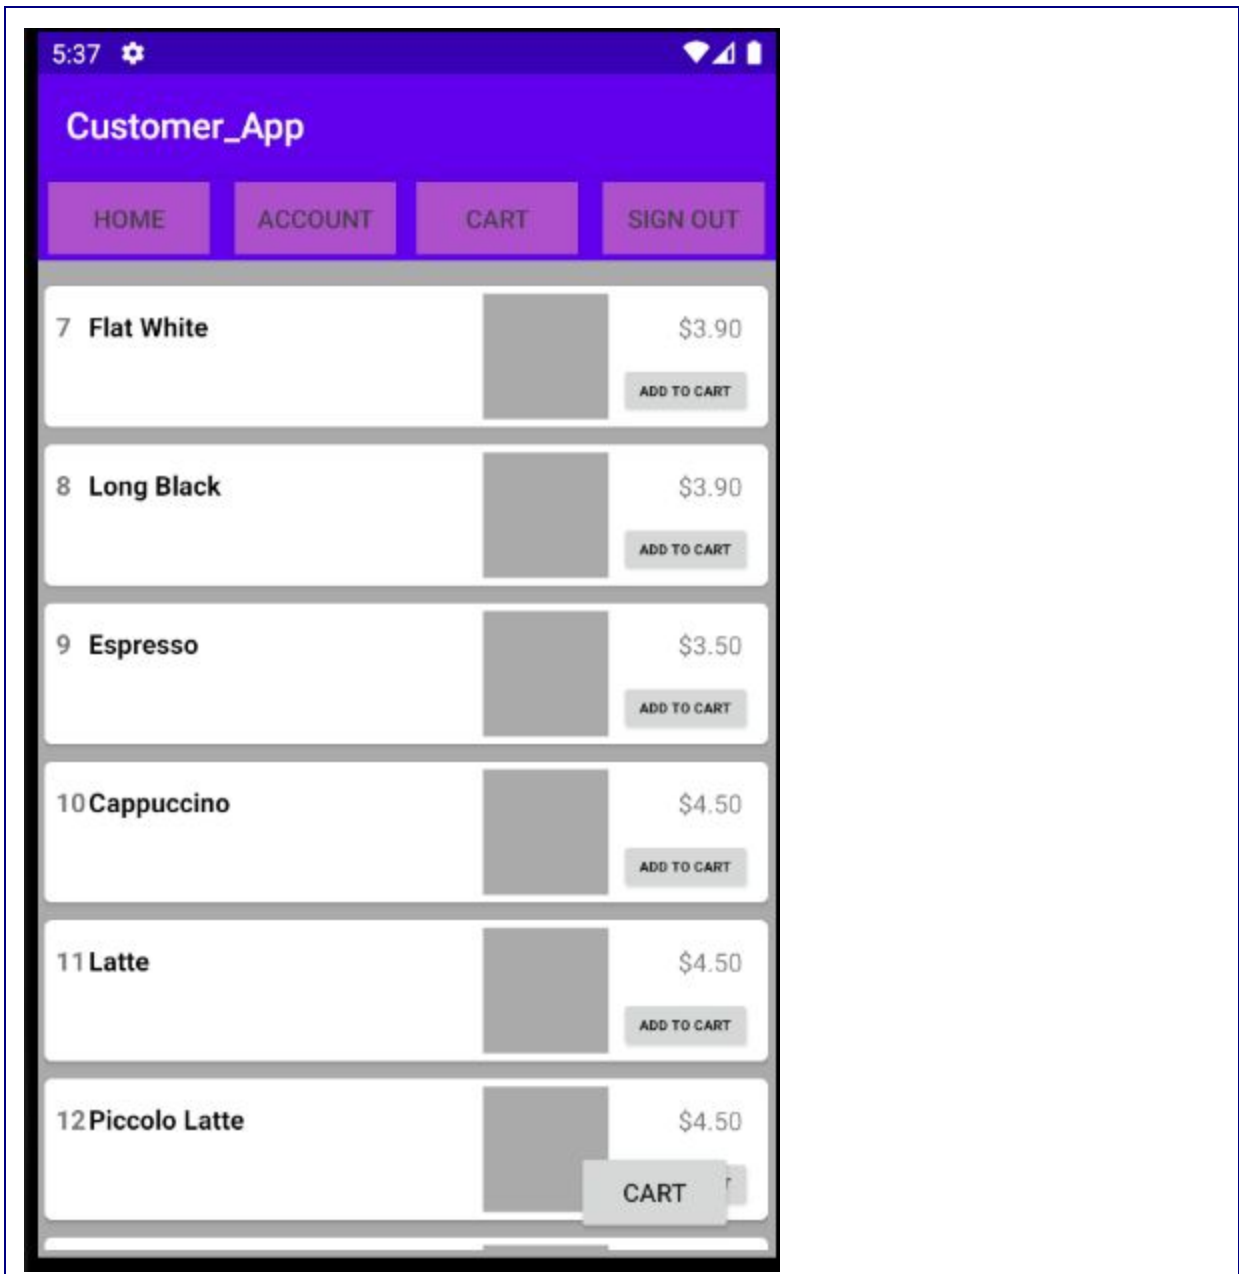 5:37
Customer_App
HOME ACCOUNT CART SIGN OUT
7 Flat White $3.90
ADD TO CART
8 Long Black $3.90
ADD TO CART
9 Espresso $3.50
ADD TO CART
10 Cappuccino $4.50
ADD TO CART
11 Latte $4.50
ADD TO CART
12 Piccolo Latte $4.50
CART